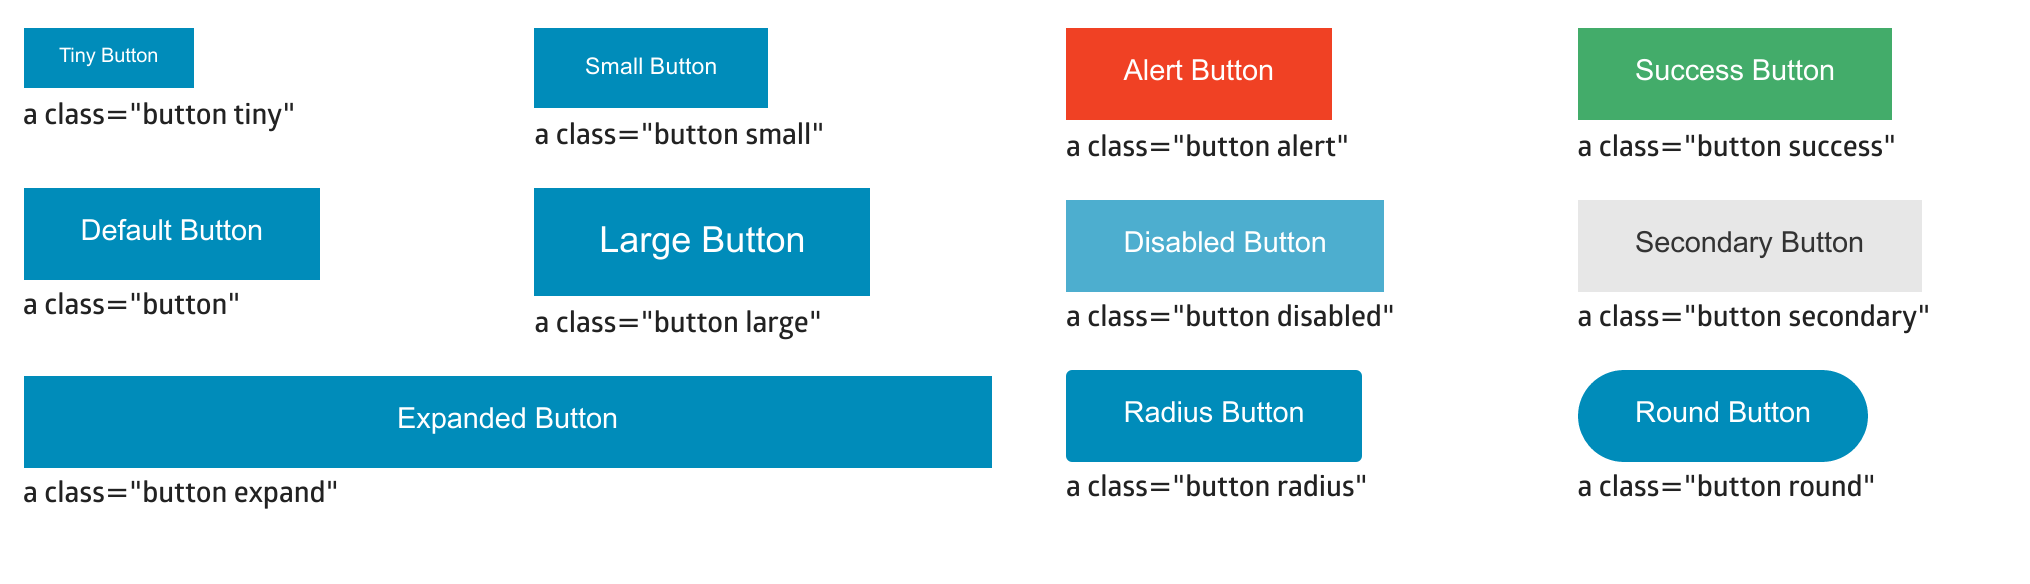 Tiny Button
a class="button tiny"
Small Button
a class="button small"
Alert Button
a class="button alert"
Success Button
a class="button success"
Default Button
a class="button"
Large Button
a class="button large"
Disabled Button
a class="button disabled"
Secondary Button
a class="button secondary"
Expanded Button
a class="button expand"
Radius Button
a class="button radius"
Round Button
a class="button round"